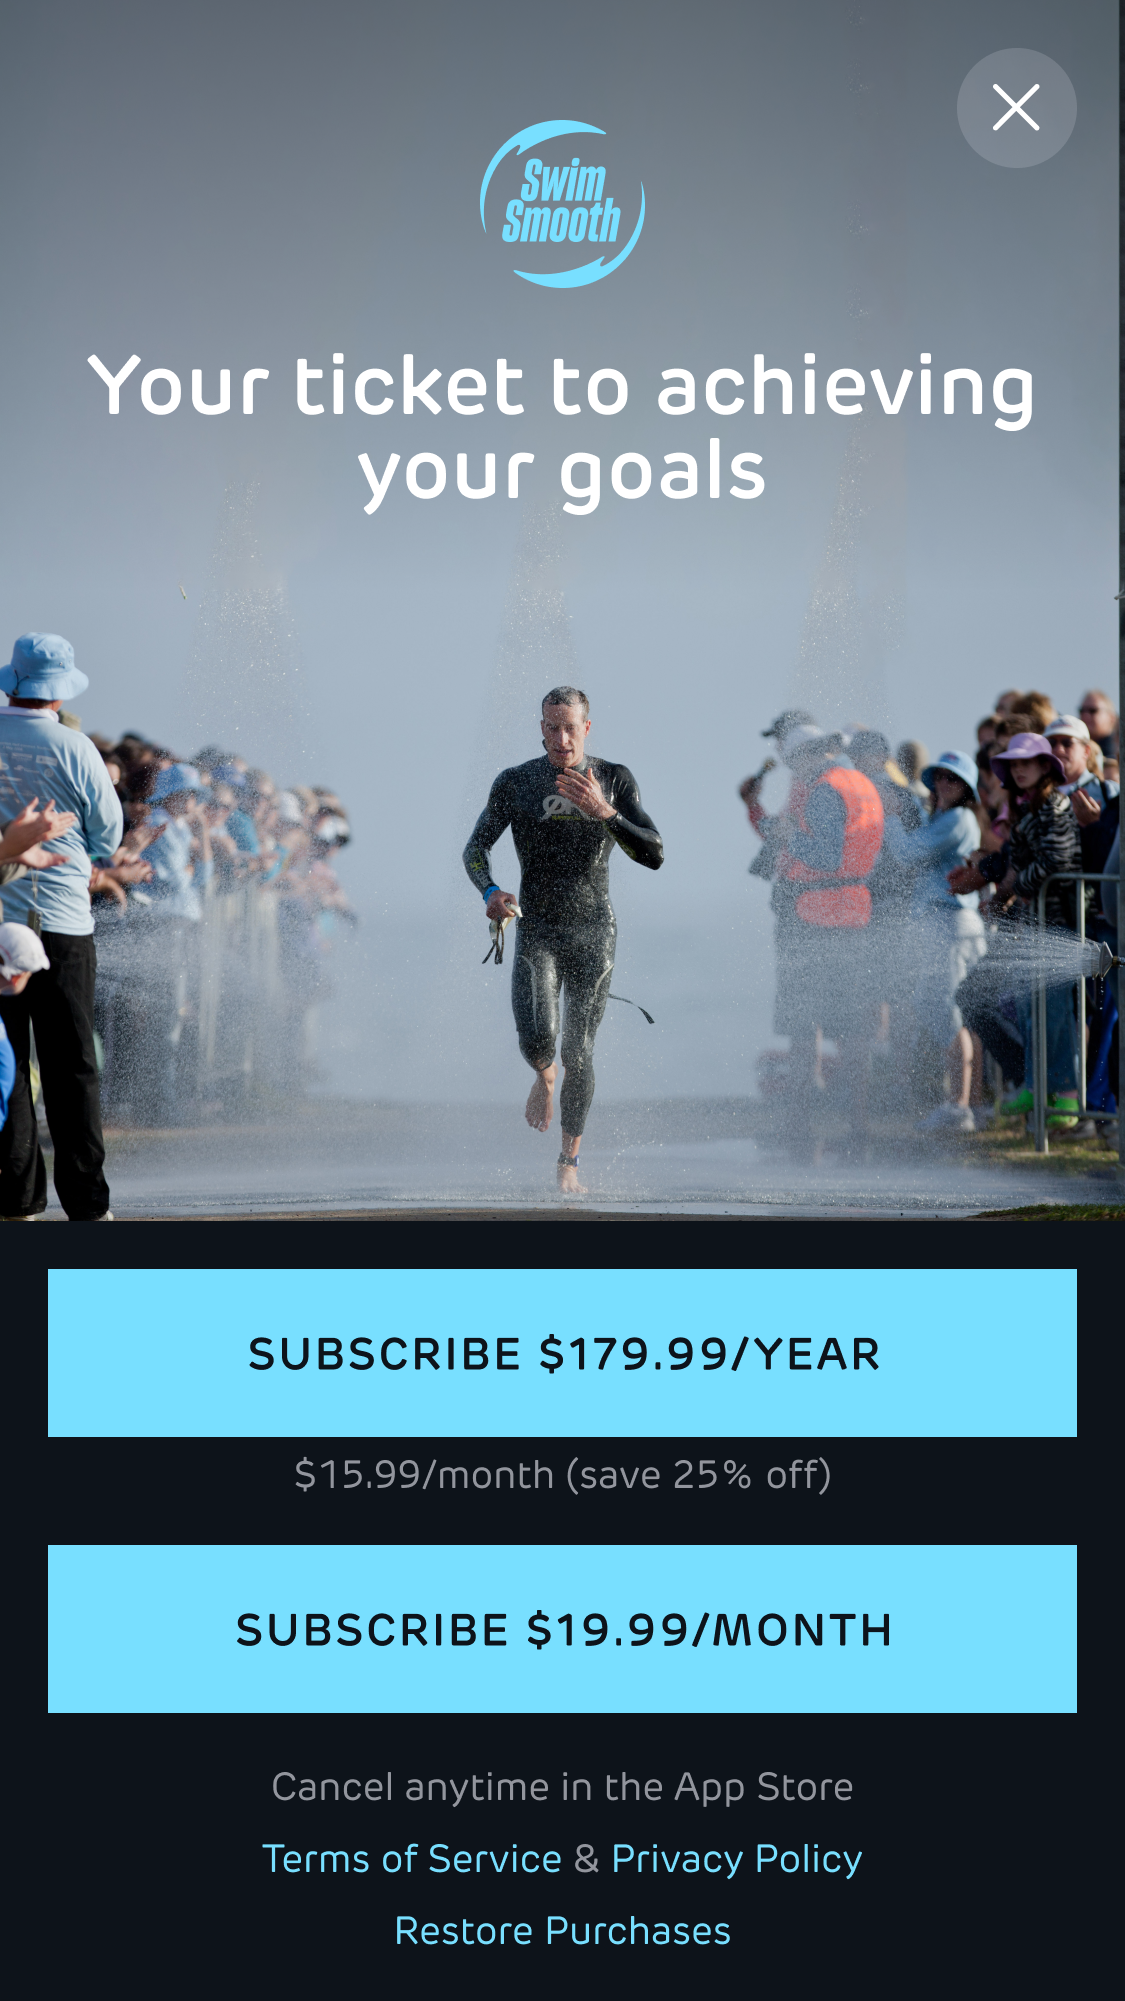 Swim
Smooth
Your ticket to achieving
your goals
SUBSCRIBE $179.99/YEAR
$15.99/month (save 25% off)
SUBSCRIBE $19.99/MONTH
Cancel anytime in the App Store
Terms of Service & Privacy Policy
Restore Purchases